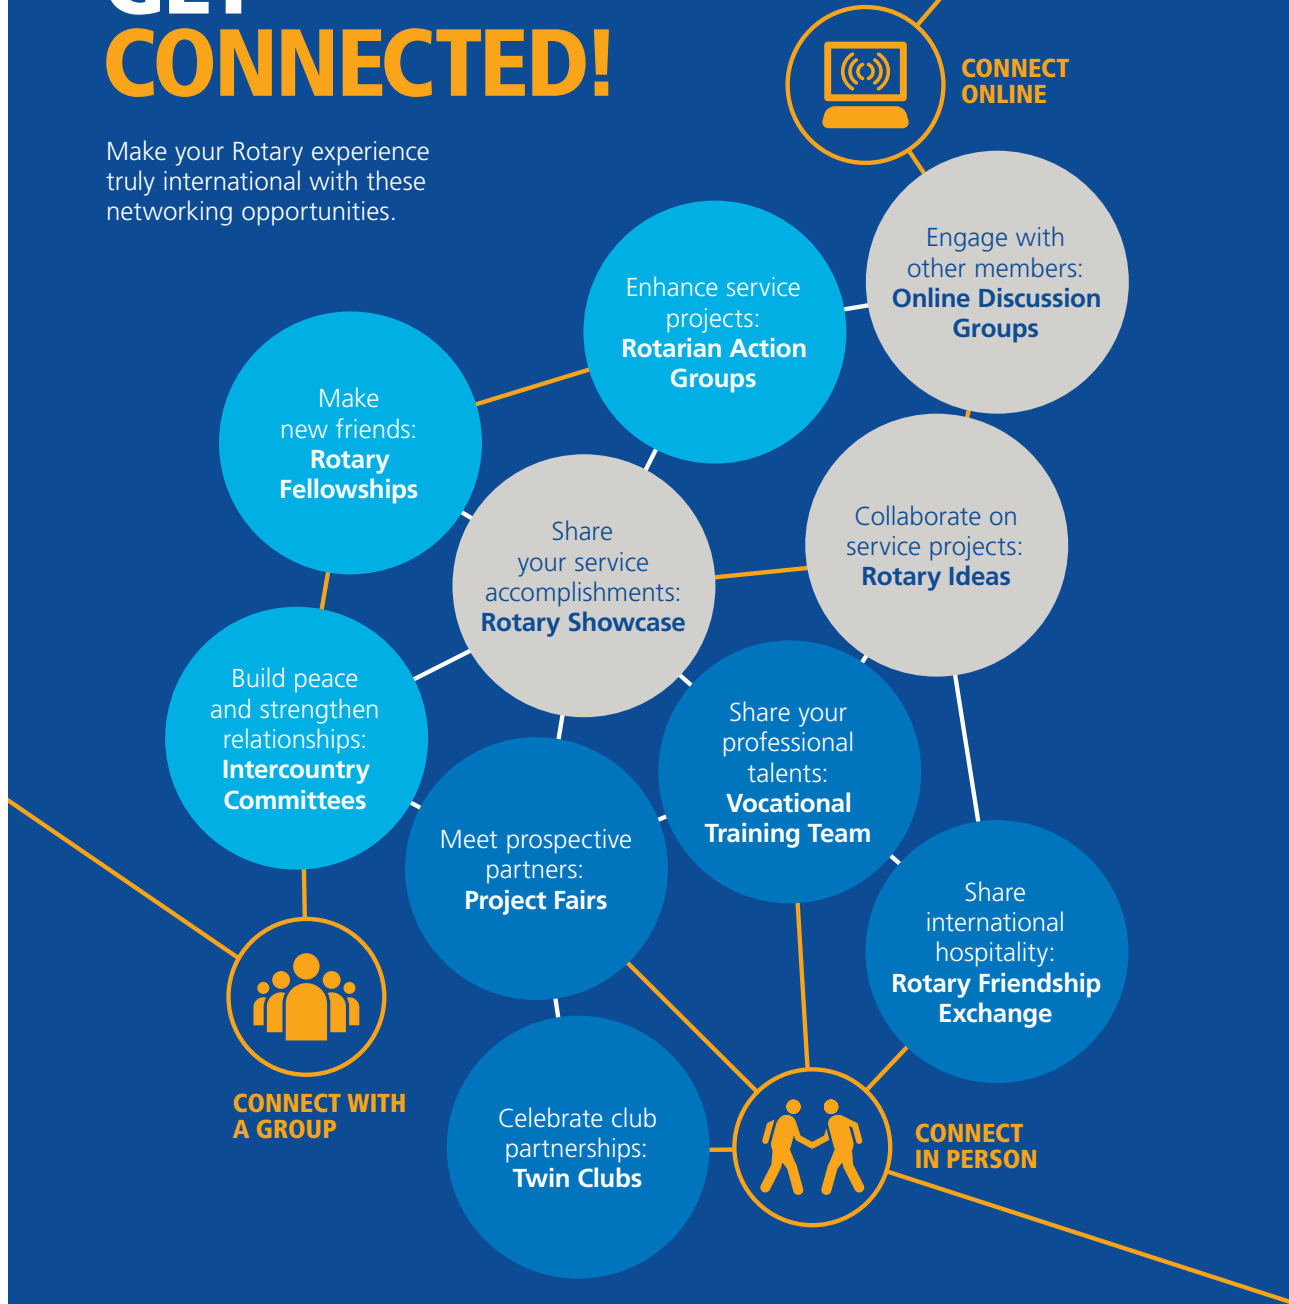 GET
CONNECTED!
Make your Rotary experience
truly international with these
networking opportunities.
CONNECT
ONLINE
Engage with
other members:
Online Discussion
Groups
Enhance service
projects:
Rotarian Action
Groups
Make
new friends:
Rotary
Fellowships
Share
your service
accomplishments:
Rotary Showcase
Collaborate on
service projects:
Rotary Ideas
Build peace
and strengthen
relationships:
Intercountry
Committees
Share your
professional
talents:
Vocational
Training Team
Meet prospective
partners:
Project Fairs
Share
international
hospitality:
Rotary Friendship
Exchange
CONNECT WITH
A GROUP
Celebrate club
partnerships:
Twin Clubs
CONNECT
IN PERSON